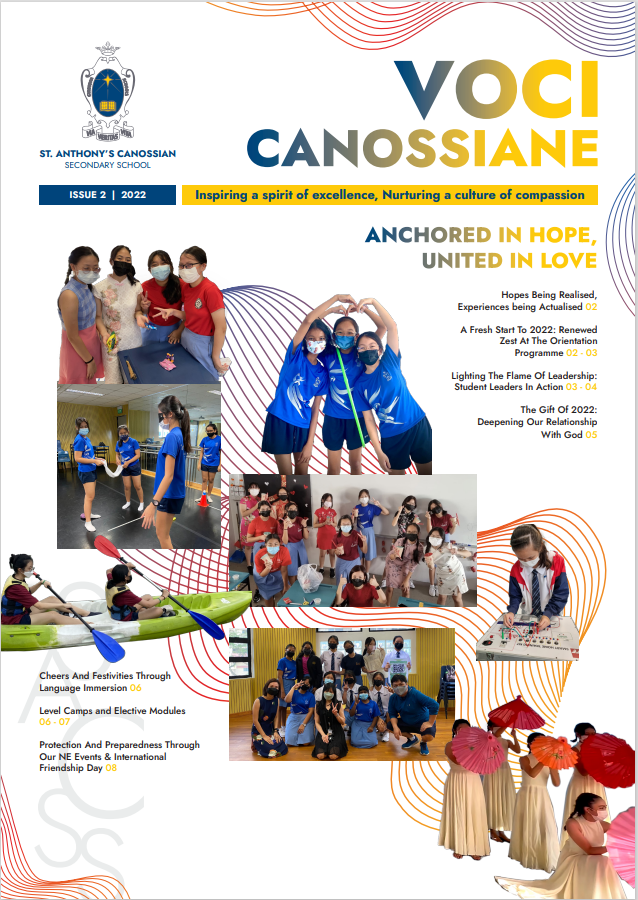 VOCI
CANOSSIANE
VIA VERITAS VITA
ST. ANTHONY'S CANOSSIAN
SECONDARY SCHOOL
ISSUE 2 | 2022
Inspiring a spirit of excellence, Nurturing a culture of compassion
ANCHORED IN HOPE,
UNITED IN LOVE
Hopes Being Realised,
Experiences being Actualised 02
A Fresh Start To 2022: Renewed
Zest At The Orientation
Programme 02 - 03
Lighting The Flame Of Leadership:
Student Leaders In Action 03 - 04
The Gift Of 2022:
Deepening Our Relationship
With God 05
Cheers And Festivities Through
Language Immersion 06
Level Camps and Elective Modules
06 - 07
Protection And Preparedness Through
Our NE Events & International
Friendship Day 08
SACSS